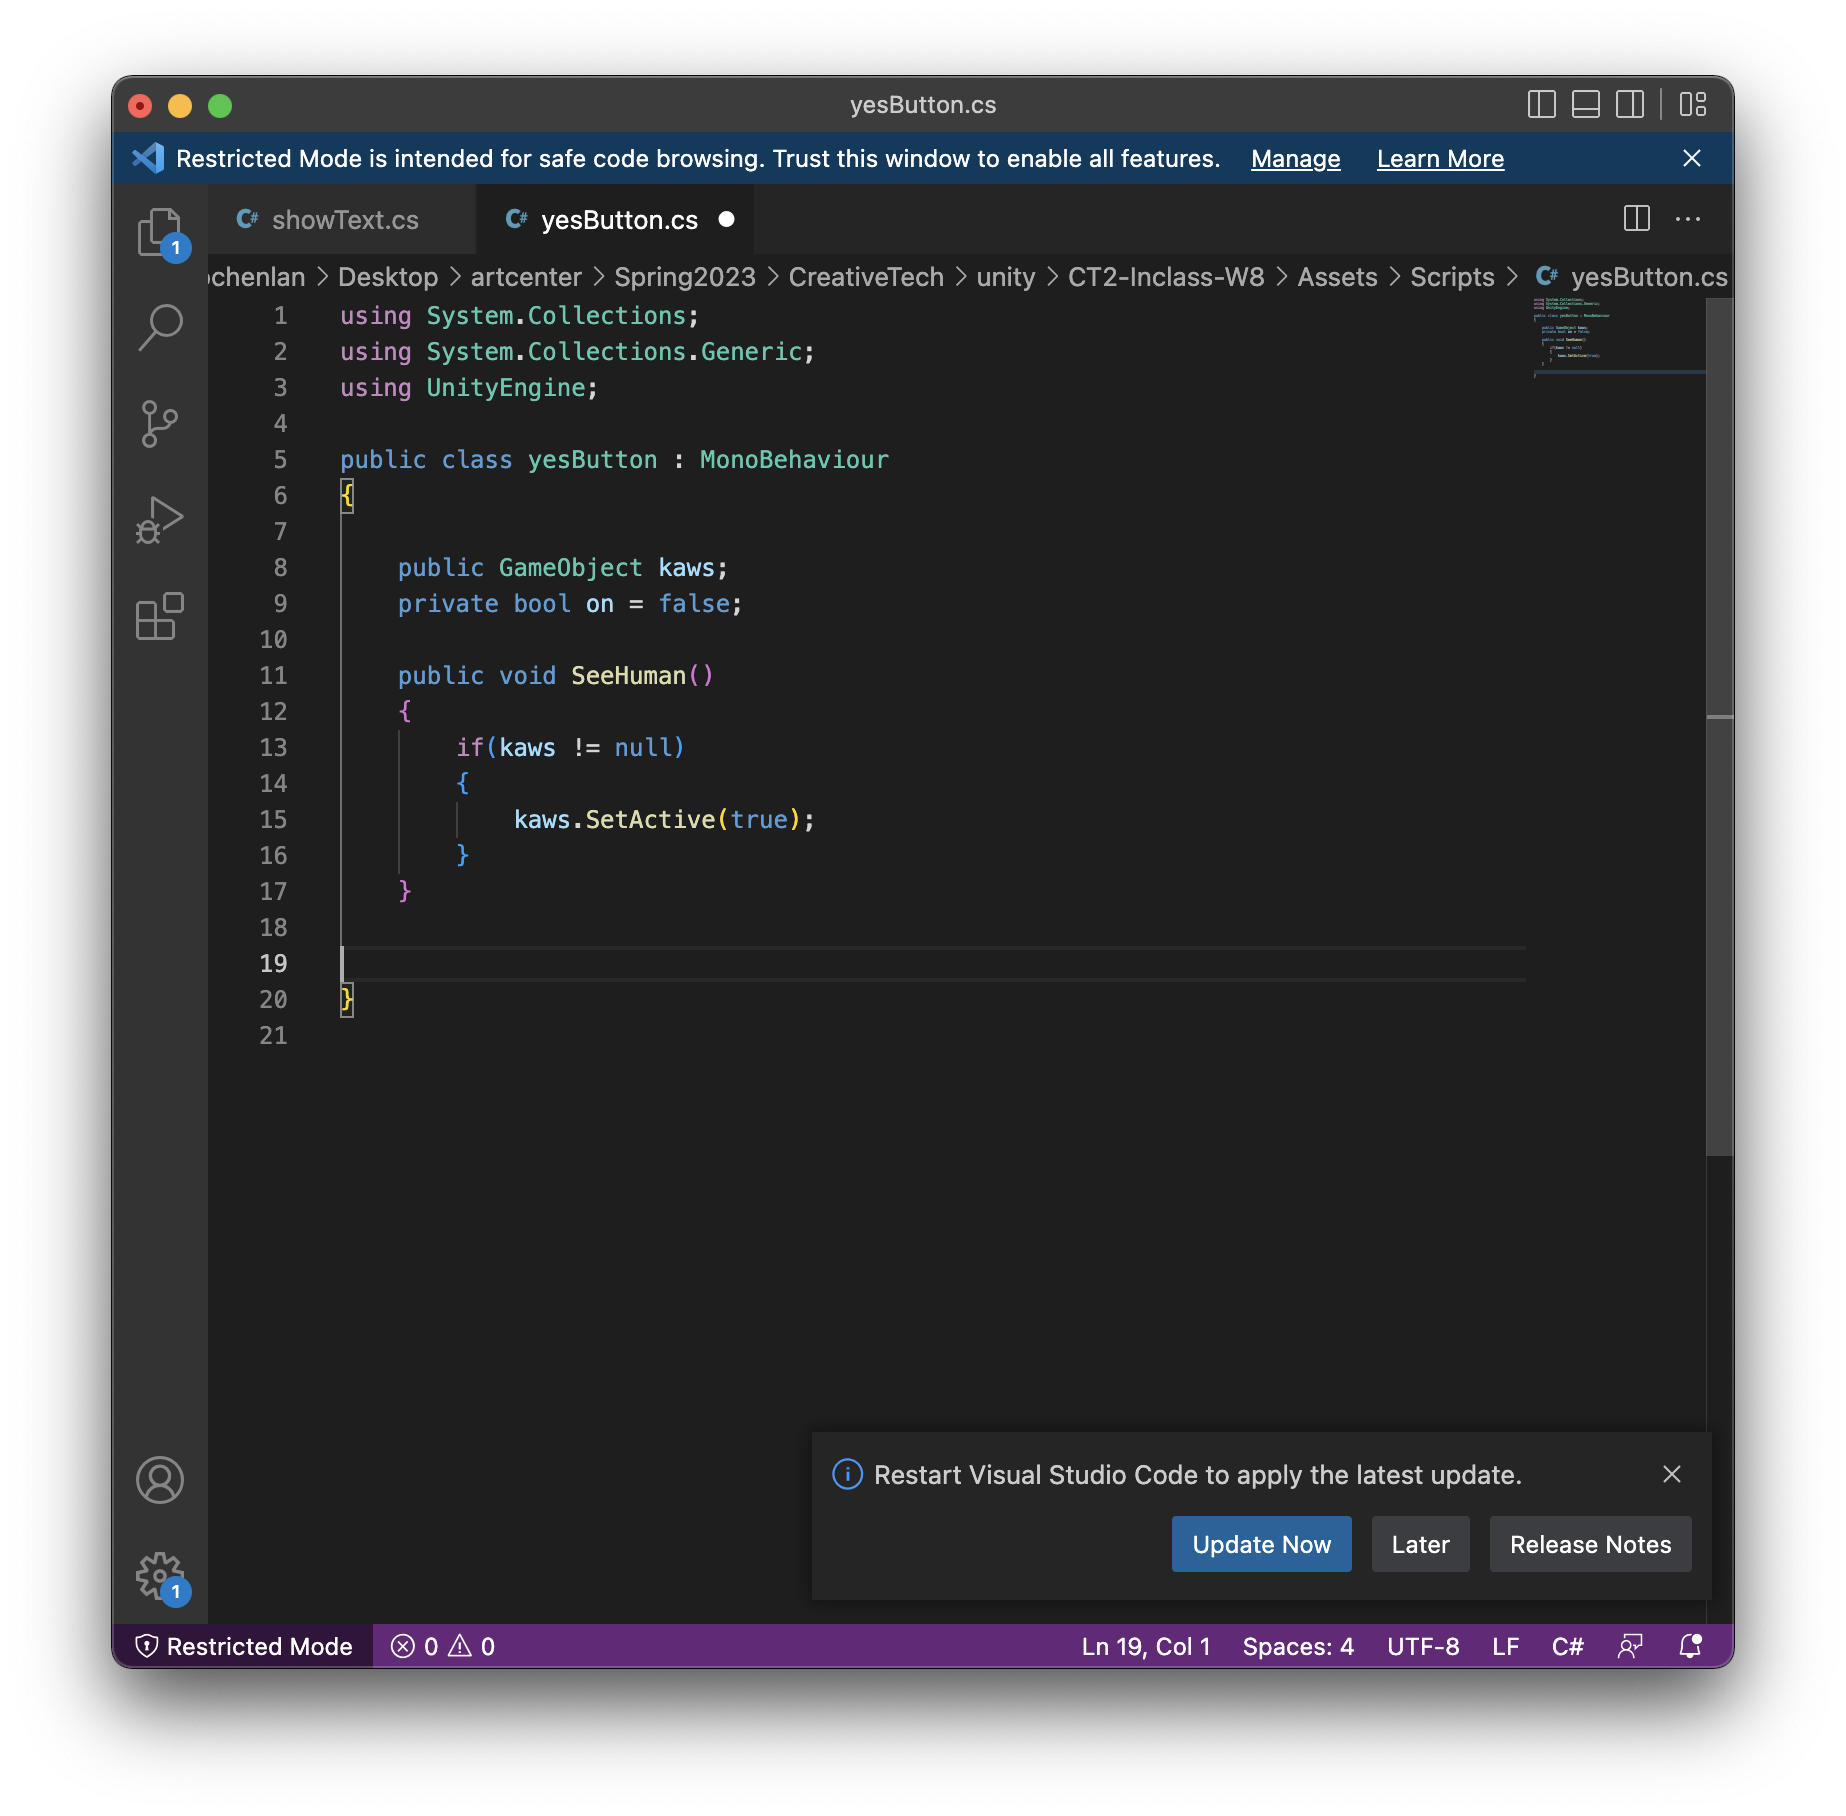 yesButton.cs
Restricted Mode is intended for safe code browsing. Trust this window to enable all features. Manage Learn More
C# showText.cs C# yesButton.cs
1
chenlan > Desktop > artcenter > Spring2023 > CreativeTech > unity > CT2-Inclass-W8 > Assets > Scripts > C# yesButton.cs
1 using System.Collections;
2 using System.Collections.Generic;
3 using UnityEngine;
4
5 public class yesButton : MonoBehaviour
6 {
7
8 public GameObject kaws;
9 private bool on = false;
10
11 public void SeeHuman()
12 {
13 if(kaws != null)
14 {
15 kaws.SetActive(true);
16 }
17 }
18
19
20 }
21
Restart Visual Studio Code to apply the latest update.
Update Now Later Release Notes
1
Restricted Mode 0 0 Ln 19, Col 1 Spaces: 4 UTF-8 LF C#